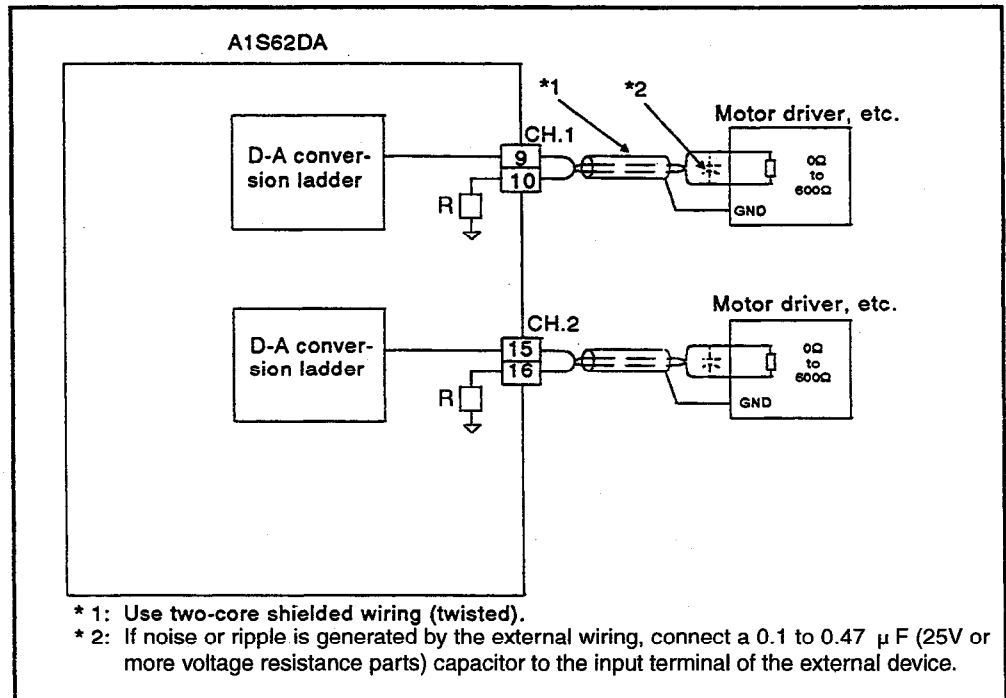 A1S62DA
*1
*2
Motor driver, etc.
CH.1
D-A conver-
sion ladder
9
10
0Ω
to
600Ω
R
GND
Motor driver, etc.
CH.2
D-A conver-
sion ladder
15
16
0Ω
to
600Ω
R
GND
* 1: Use two-core shielded wiring (twisted).
* 2: If noise or ripple is generated by the external wiring, connect a 0.1 to 0.47 μ F (25V or
more voltage resistance parts) capacitor to the input terminal of the external device.